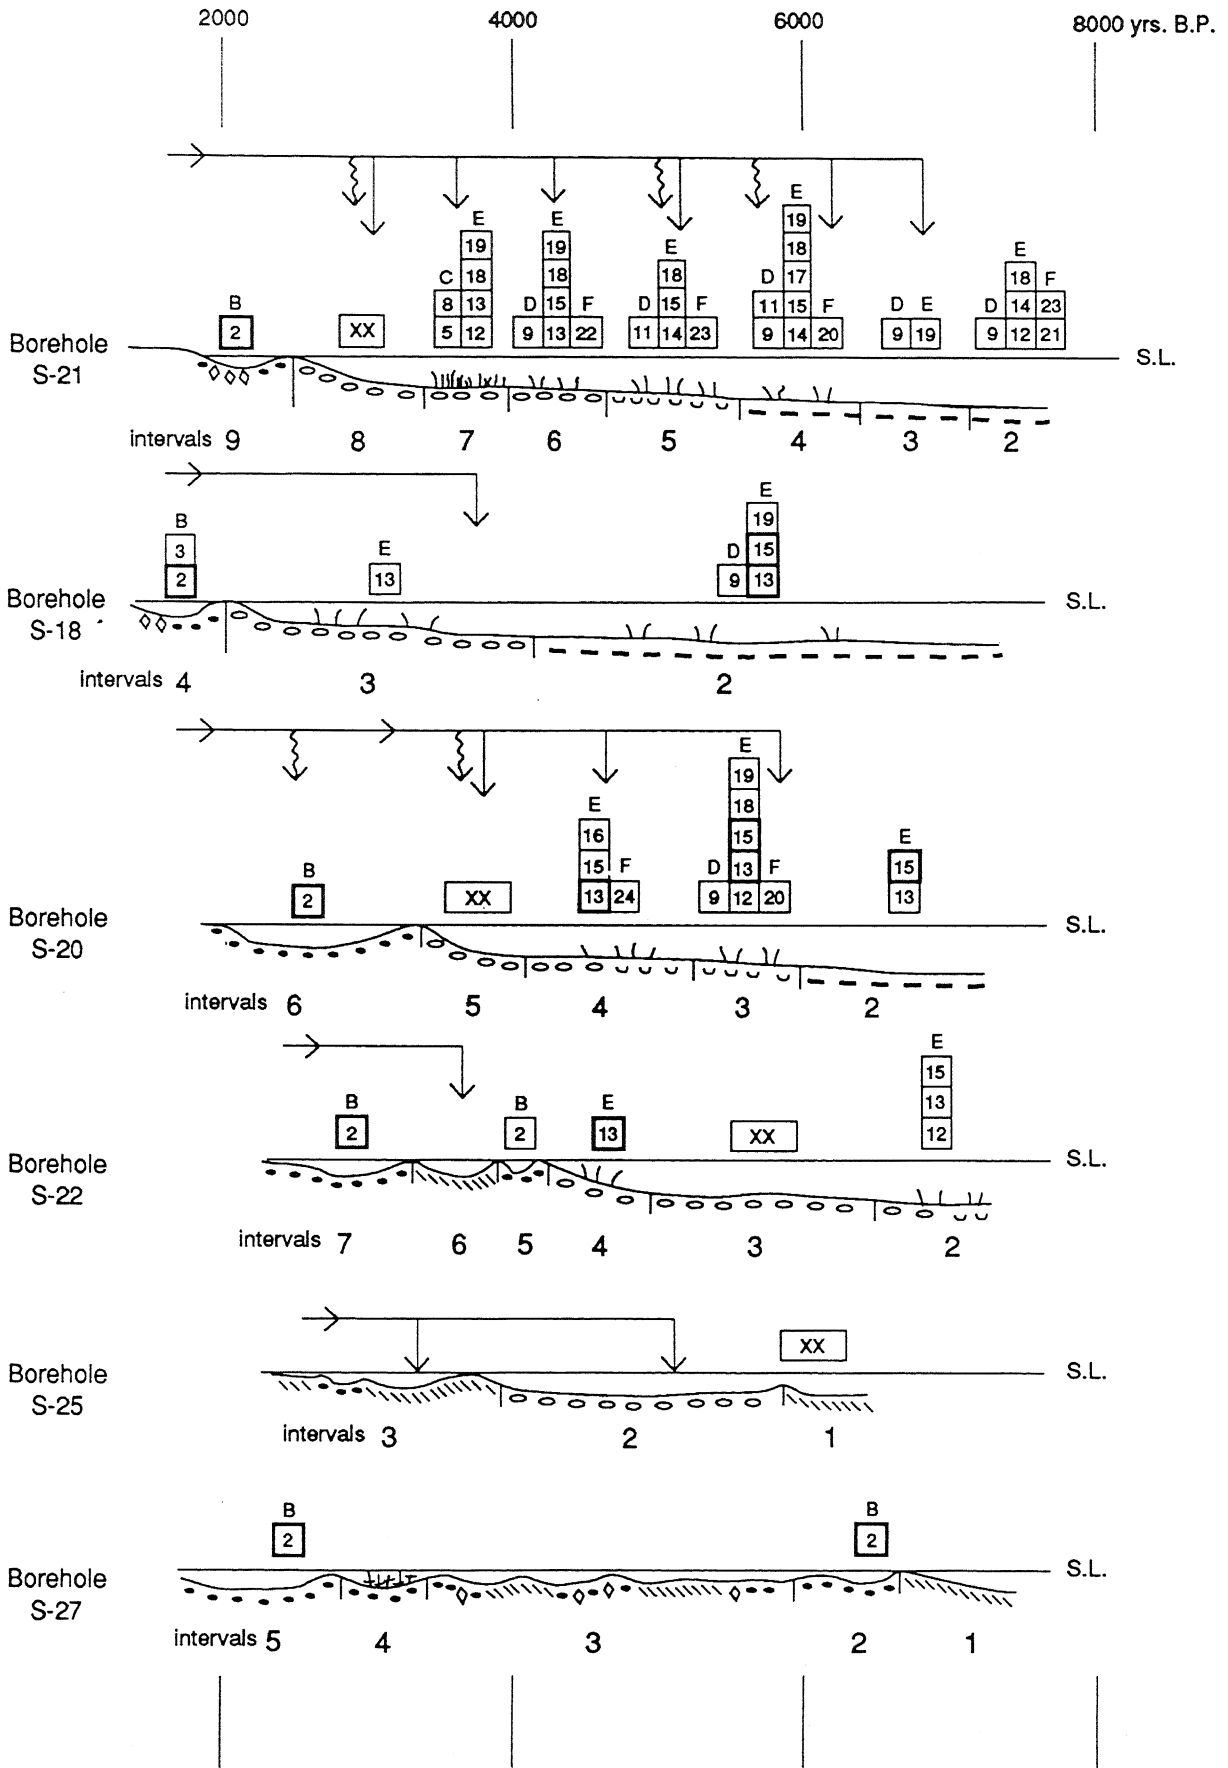 2000 4000 6000 8000 yrs. B.P.
E
19
E E E 18
19 19 E D 17 E
C 18 18 18 11 15 18 F
8 13 D 15 F D 15 F 9 14 F D E D 14 23
B
2 XX 5 12 9 13 22 11 14 23 20 9 19 9 12 21
Borehole
S-21
S.L.
intervals 9 8 7 6 5 4 3 2
E
B 19
3 E D 15
2 13 9 13
Borehole
S-18
S.L.
intervals 4 3 2
E
19
E 18
16 15 E
B 15 F D 13 F 15
2 XX 13 24 9 12 20 13
Borehole
S-20
S.L.
intervals 6 5 4 3 2
E
15
B B E 13
2 2 13 XX 12
Borehole
S-22
S.L.
intervals 7 6 5 4 3 2
XX
Borehole
S-25
S.L.
intervals 3 2 1
B B
2 2
Borehole
S-27
S.L.
intervals 5 4 3 2 1